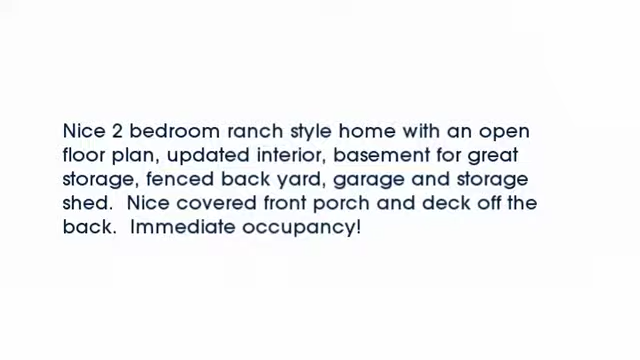 Nice 2 bedroom ranch style home with an open
floor plan, updated interior, basement for great
storage, fenced back yard, garage and storage
shed.  Nice covered front porch and deck off the
back.  Immediate occupancy!